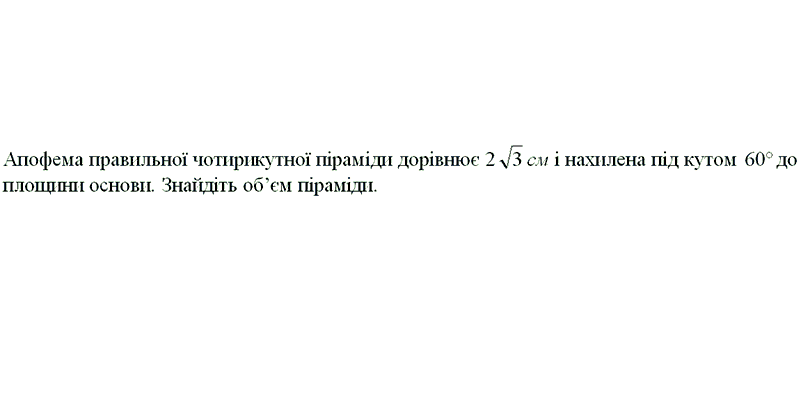 Апофема правильної чотирикутної піраміди дорівнює 2√3 см і нахилена під кутом 60° до
площини основи. Знайдіть об’єм піраміди.